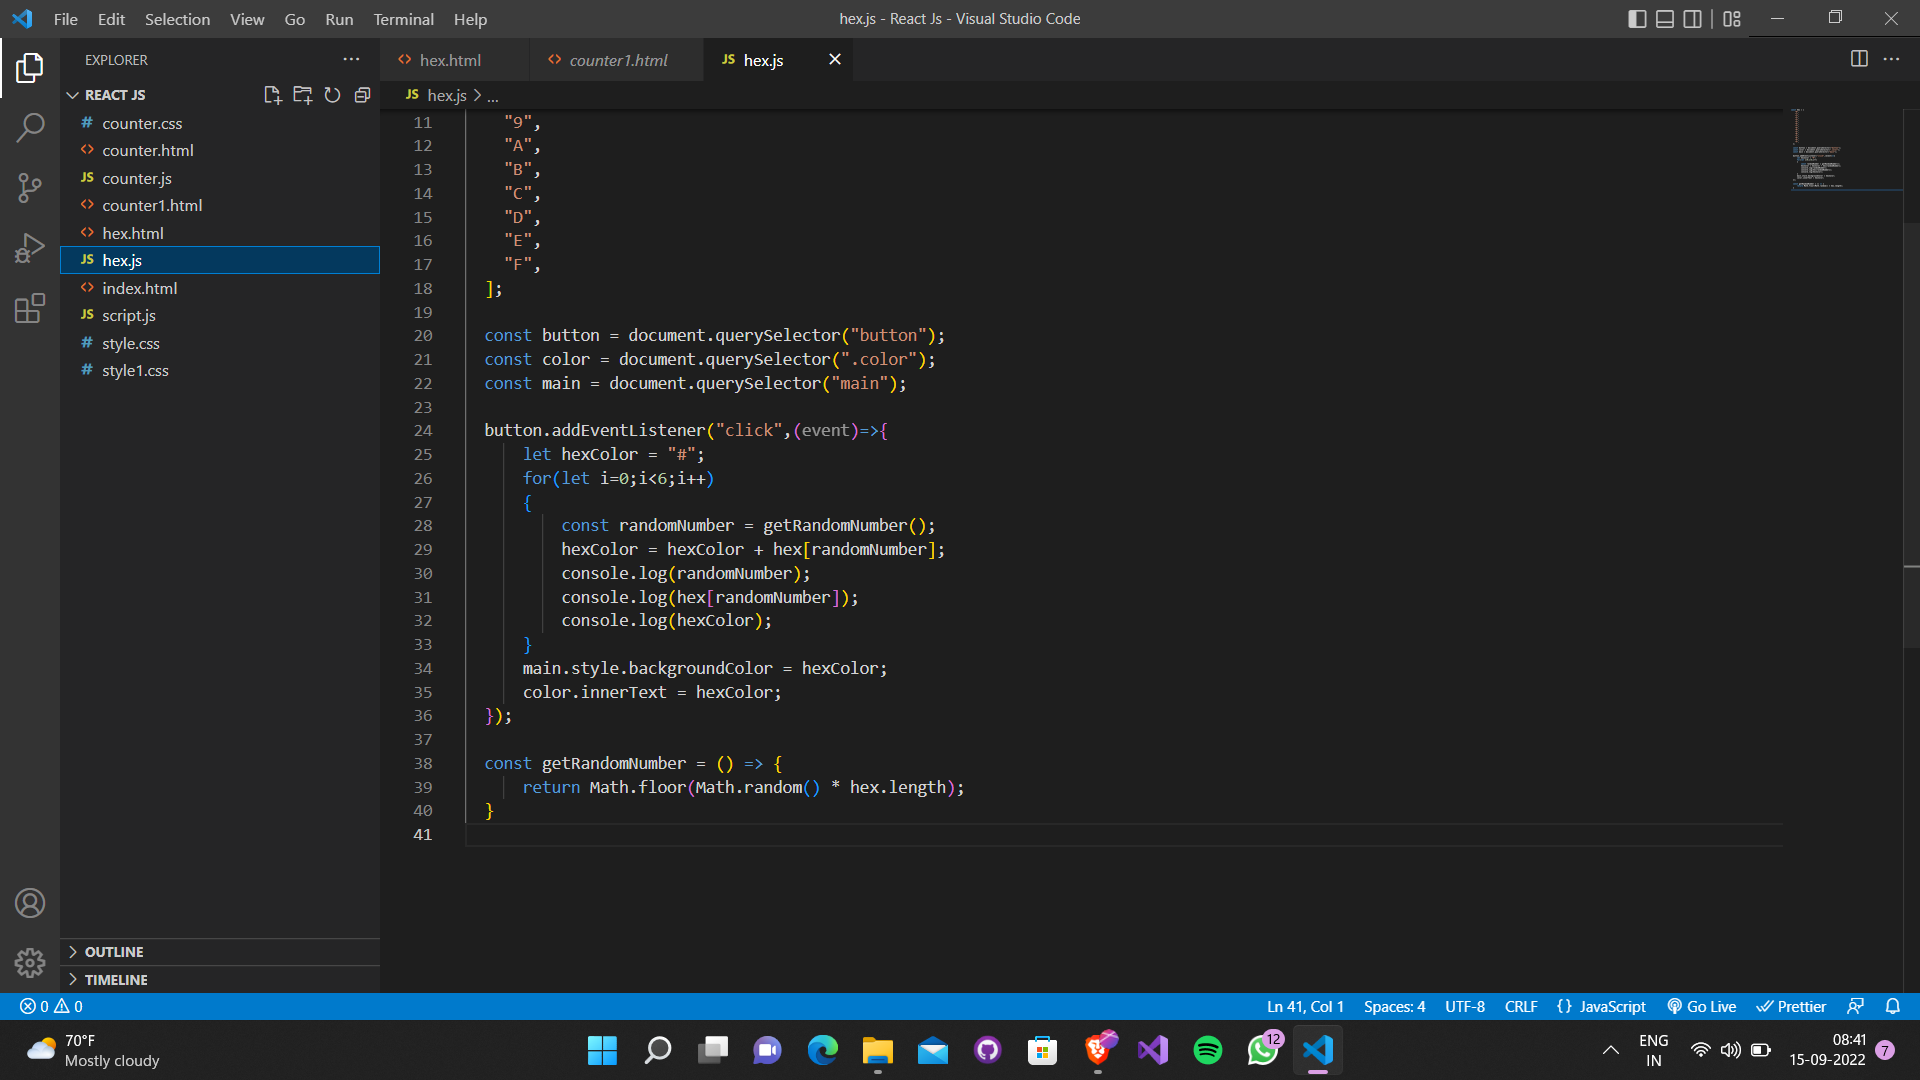 File Edit Selection View Go Run Terminal Help
hex.js - React Js - Visual Studio Code
EXPLORER
REACT JS
counter.css
counter.html
counter.js
counter1.html
hex.html
hex.js
index.html
script.js
style.css
style1.css
OUTLINE
TIMELINE
hex.html counter1.html JS hex.js
JS hex.js > ...
11 "9",
12 "A",
13 "B",
14 "C",
15 "D",
16 "E",
17 "F",
18 ];
19
20 const button = document.querySelector("button");
21 const color = document.querySelector(".color");
22 const main = document.querySelector("main");
23
24 button.addEventListener("click",(event)=>{
25 let hexColor = "#";
26 for(let i=0;i<6;i++)
27 {
28 const randomNumber = getRandomNumber();
29 hexColor = hexColor + hex[randomNumber];
30 console.log(randomNumber);
31 console.log(hex[randomNumber]);
32 console.log(hexColor);
33 }
34 main.style.backgroundColor = hexColor;
35 color.innerText = hexColor;
36 });
37
38 const getRandomNumber = () => {
39 return Math.floor(Math.random() * hex.length);
40 }
41
0 0 Ln 41, Col 1 Spaces: 4 UTF-8 CRLF {} JavaScript Go Live Prettier
70°F
Mostly cloudy
12
ENG
IN
08:41
15-09-2022
7